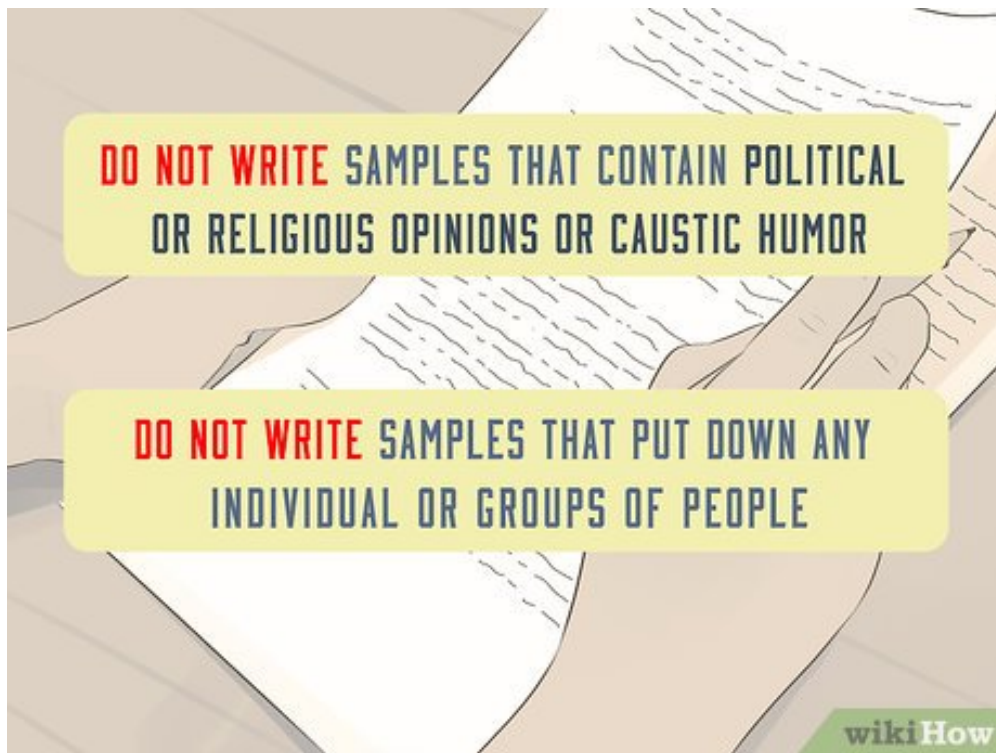 DO NOT WRITE SAMPLES THAT CONTAIN POLITICAL
OR RELIGIOUS OPINIONS OR CAUSTIC HUMOR
DO NOT WRITE SAMPLES THAT PUT DOWN ANY
INDIVIDUAL OR GROUPS OF PEOPLE
wikiHow